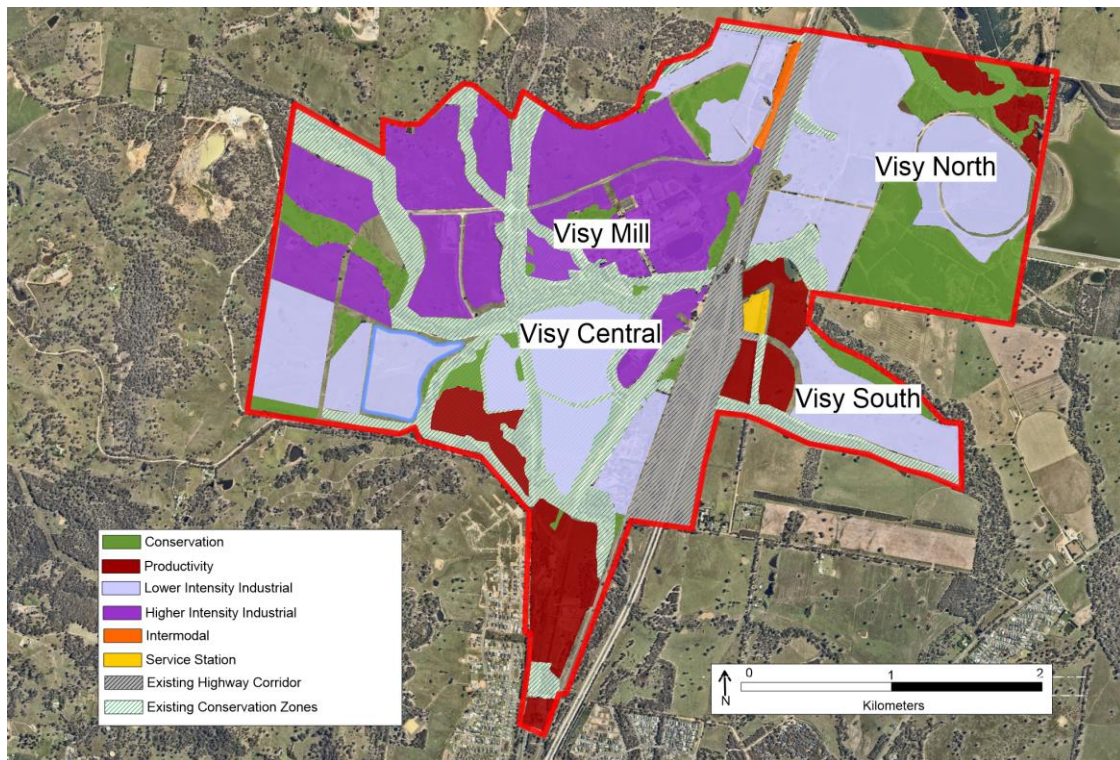 Visy North
Visy Mill
Visy Central
Visy South
Conservation
Productivity
Lower Intensity Industrial
Higher Intensity Industrial
Intermodal
Service Station
Existing Highway Corridor
Existing Conservation Zones
0 1 2
N
Kilometers